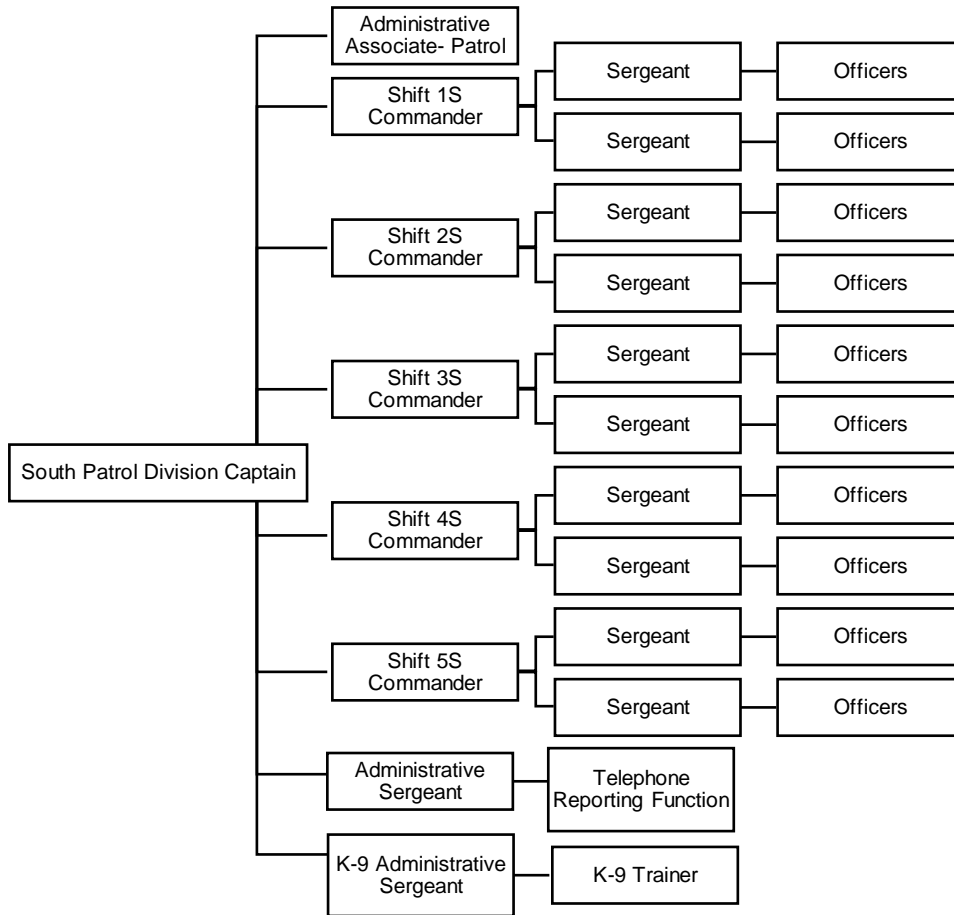 Administrative
Associate- Patrol
Shift 1S
Commander
Sergeant
Officers
Sergeant
Officers
Shift 2S
Commander
Sergeant
Officers
Sergeant
Officers
Shift 3S
Commander
Sergeant
Officers
Sergeant
Officers
South Patrol Division Captain
Shift 4S
Commander
Sergeant
Officers
Sergeant
Officers
Shift 5S
Commander
Sergeant
Officers
Sergeant
Officers
Administrative
Sergeant
Telephone
Reporting Function
K-9 Administrative
Sergeant
K-9 Trainer